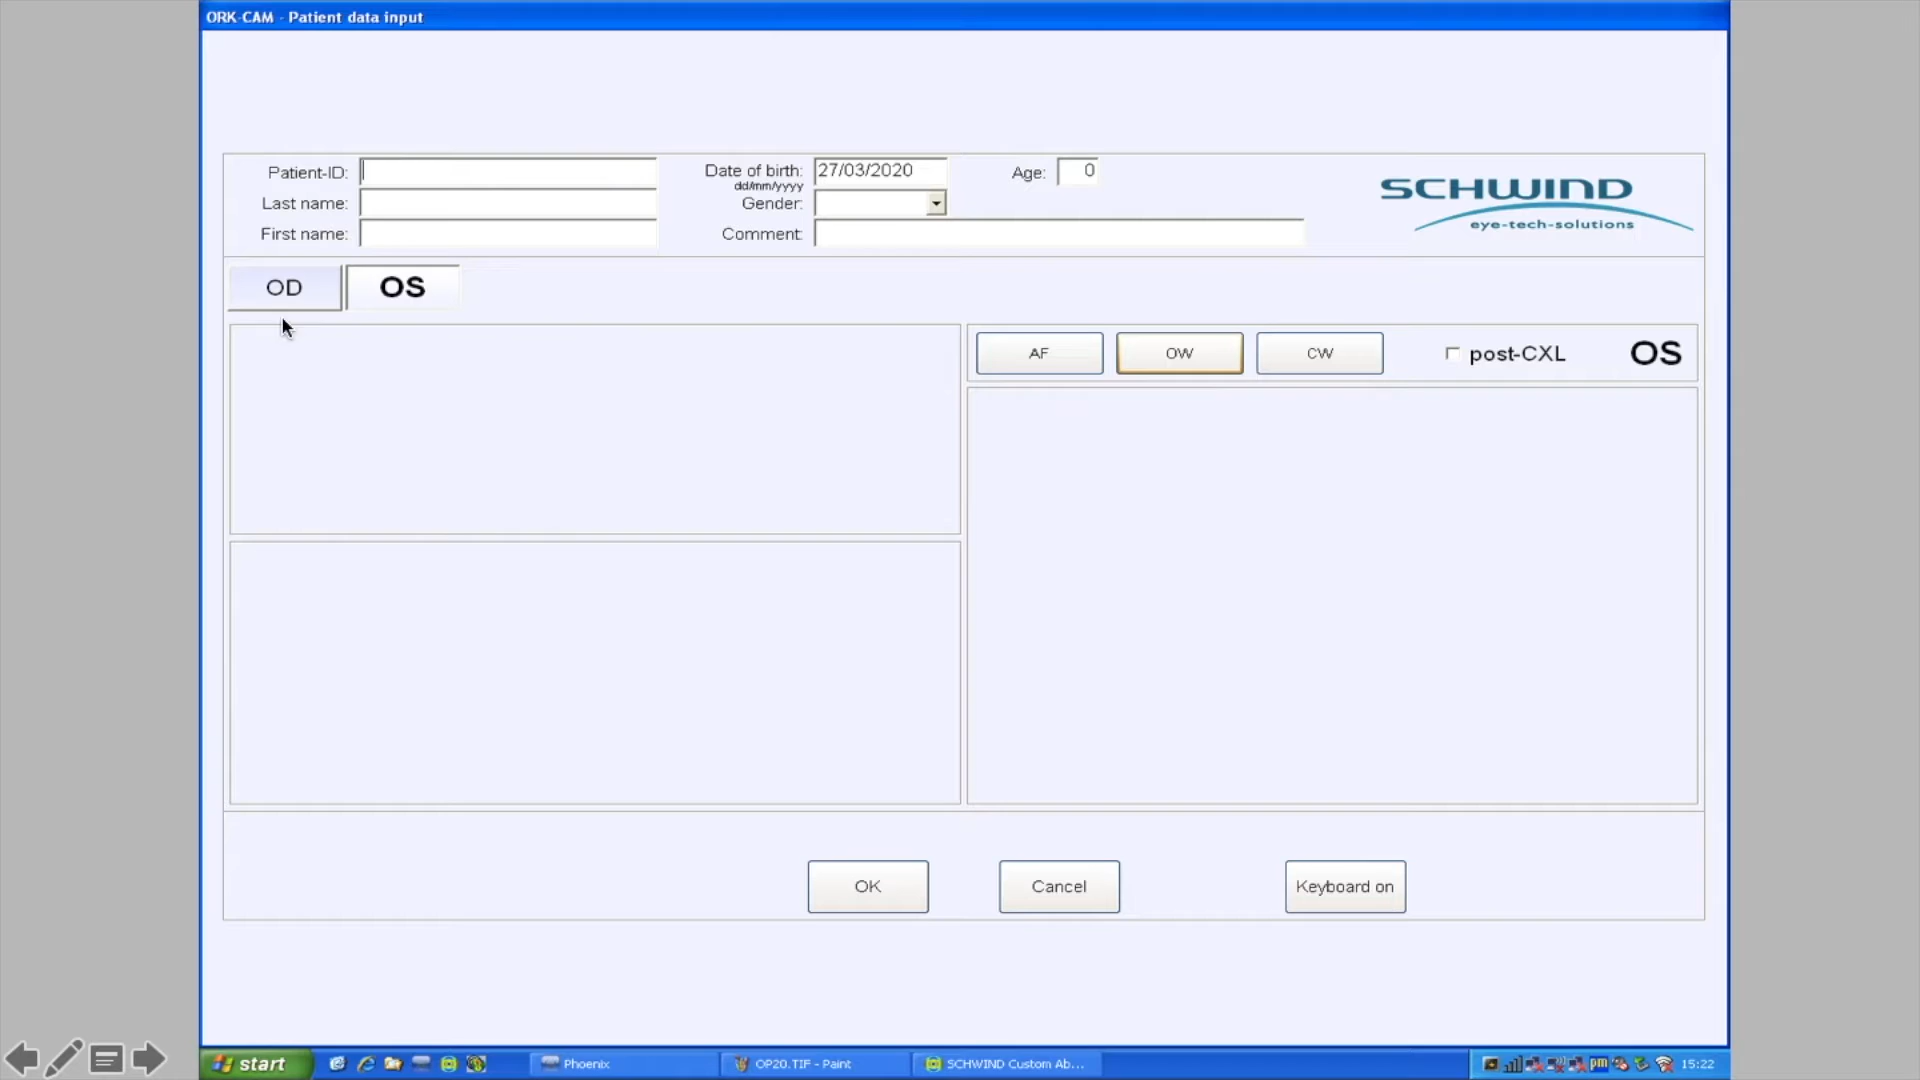 ORK-CAM - Patient data input
Patient-ID:
Date of birth: 27/03/2020
dd/mm/yyyy
Age: 0
Last name:
Gender:
First name:
Comment:
SCHWIND
eye-tech-solutions
OD OS
AF OW CW post-CXL OS
OK Cancel Keyboard on
start Phoenix OP20.TIF - Paint SCHWIND Custom Ab... pm 15:22